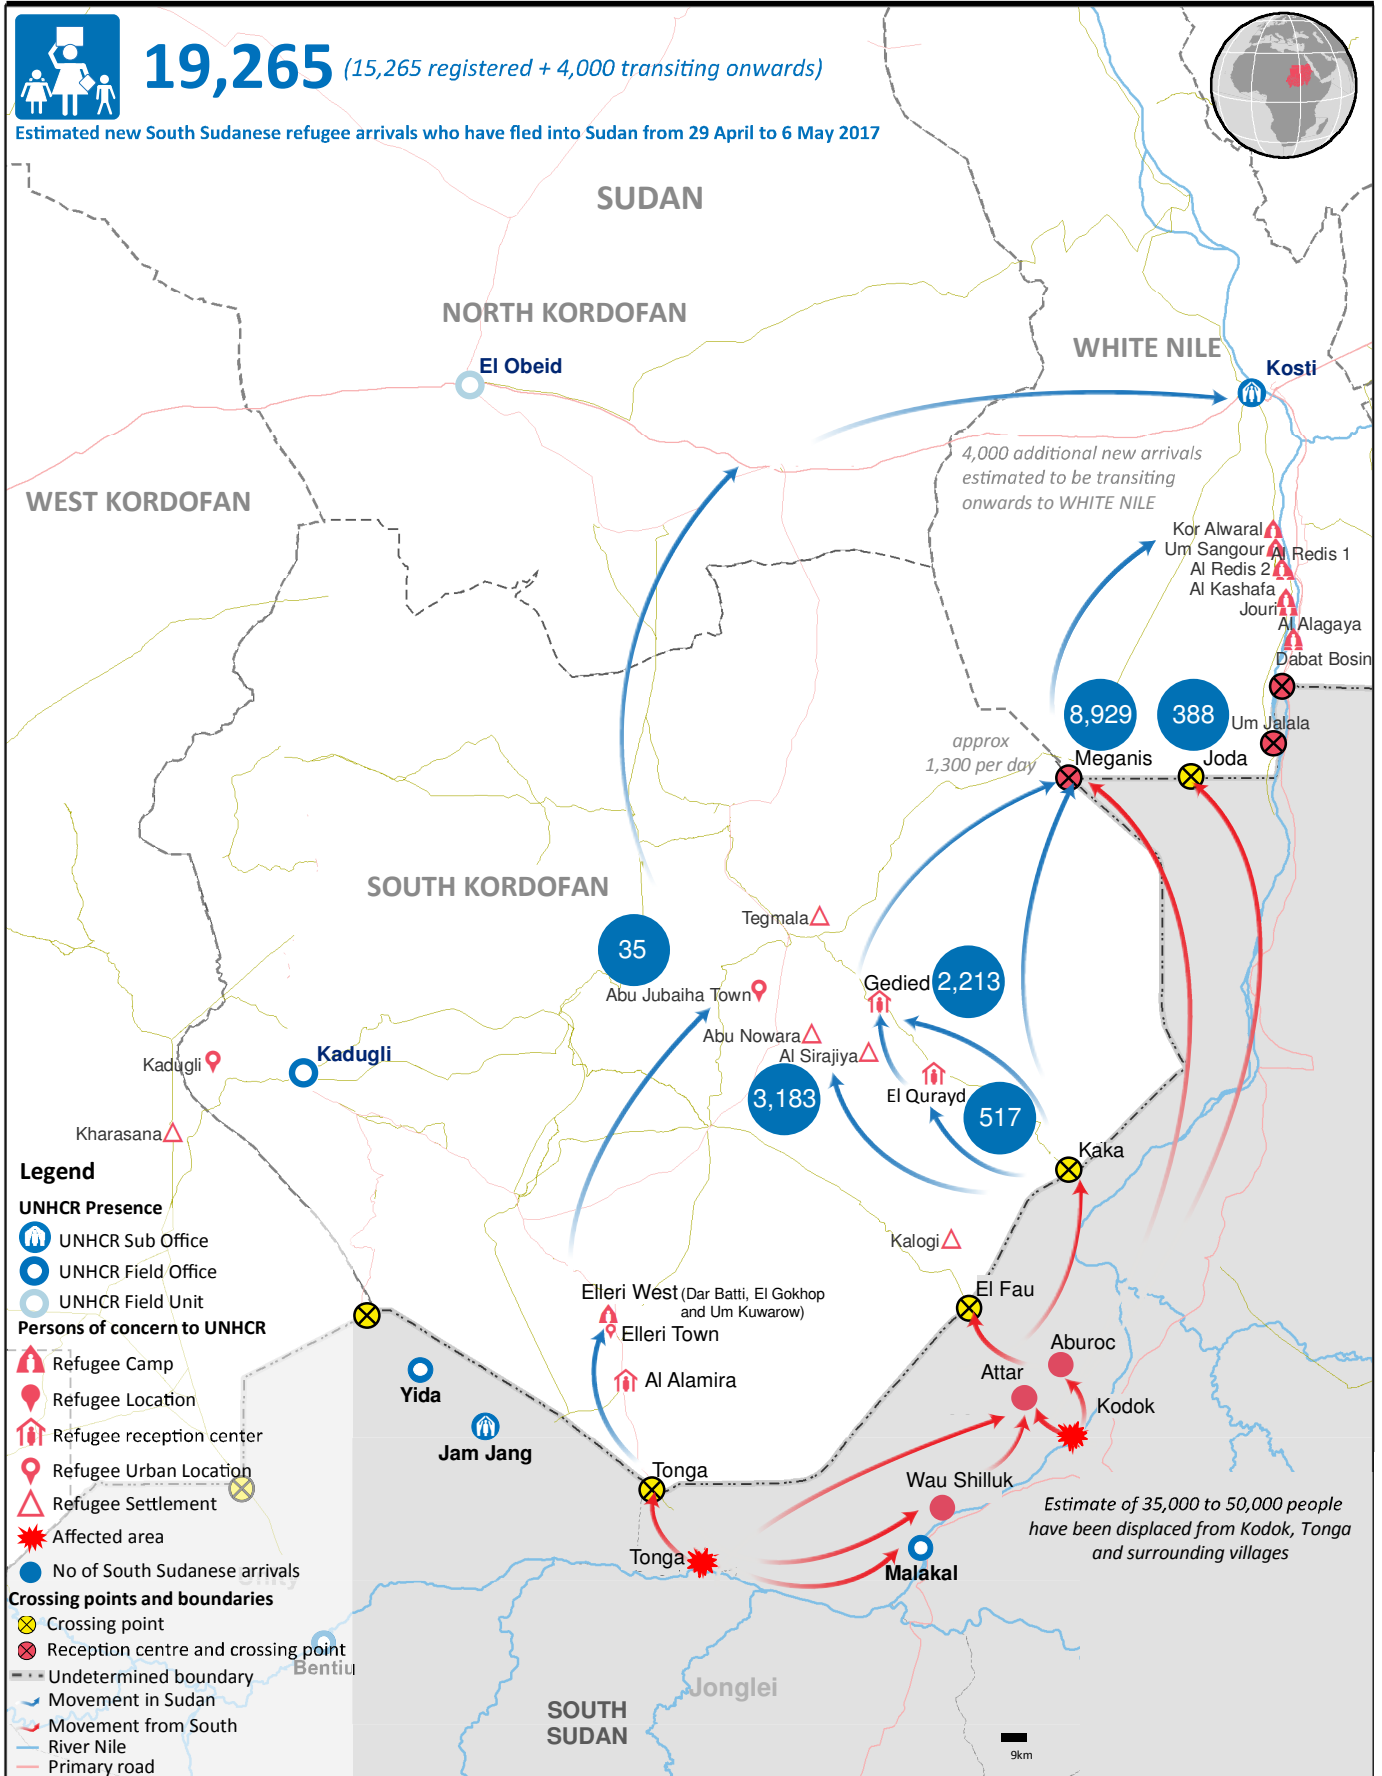 19,265 (15,265 registered + 4,000 transiting onwards)
Estimated new South Sudanese refugee arrivals who have fled into Sudan from 29 April to 6 May 2017
SUDAN
NORTH KORDOFAN
WHITE NILE
El Obeid
Kosti
4,000 additional new arrivals
estimated to be transiting
onwards to WHITE NILE
WEST KORDOFAN
Kor Alwaral
Um Sangour
Al Redis 1
Al Redis 2
Al Kashafa
Jouri
Al Alagaya
Dabat Bosin
8,929
388
Um Jalala
approx
1,300 per day
Meganis
Joda
SOUTH KORDOFAN
Tegmala
35
Gedied
2,213
Abu Jubaiha Town
Abu Nowara
Al Sirajiya
Kadugli
Kadugli
3,183
El Qurayd
517
Kharasana
Kaka
Kalogi
El Fau
Elleri West (Dar Batti, El Gokhop
and Um Kuwarow)
Elleri Town
Al Alamira
Aburoc
Attar
Kodok
Yida
Jam Jang
Tonga
Wau Shilluk
Estimate of 35,000 to 50,000 people
have been displaced from Kodok, Tonga
and surrounding villages
Tonga
Malakal
Legend
UNHCR Presence
UNHCR Sub Office
UNHCR Field Office
UNHCR Field Unit
Persons of concern to UNHCR
Refugee Camp
Refugee Location
Refugee reception center
Refugee Urban Location
Refugee Settlement
Affected area
No of South Sudanese arrivals
Unity
Crossing points and boundaries
Crossing point
Reception centre and crossing point
Bentiu
Undetermined boundary
Movement in Sudan
Movement from South
River Nile
Primary road
Jonglei
SOUTH
SUDAN
9km